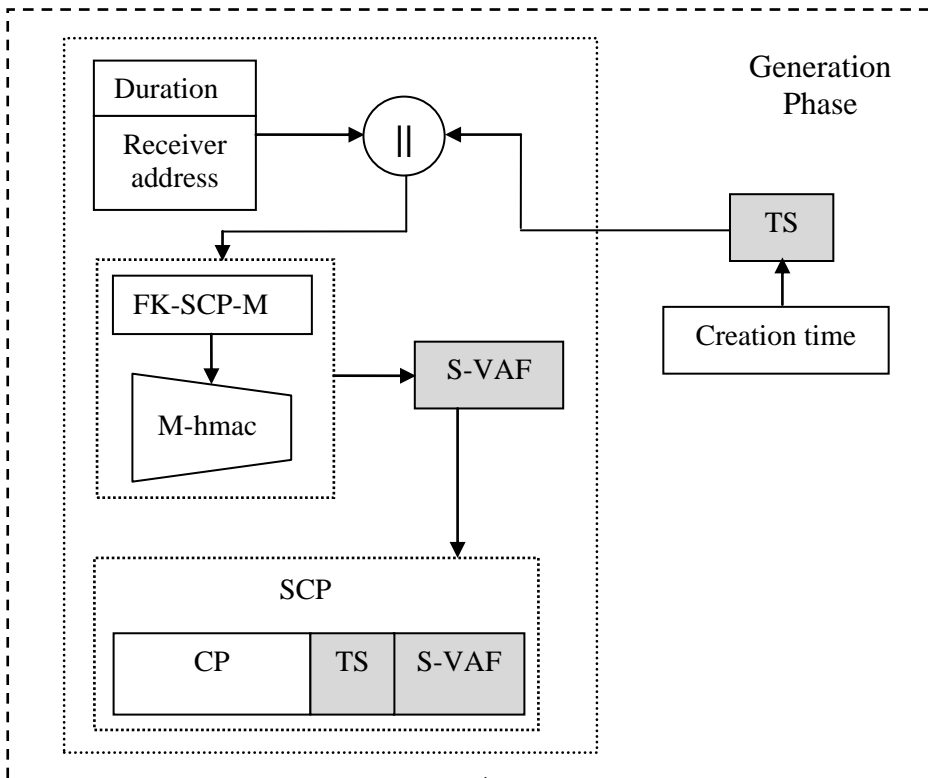 Generation
Phase
Duration
Receiver
address
||
TS
Creation time
FK-SCP-M
M-hmac
S-VAF
SCP
CP
TS
S-VAF